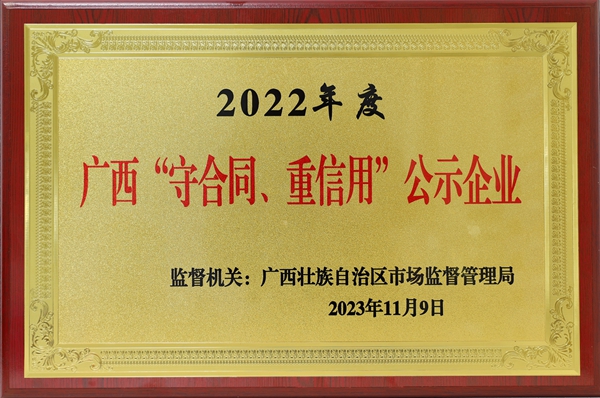 2022年度
广西“守合同、重信用”公示企业
监督机关：广西壮族自治区市场监督管理局
2023年11月9日